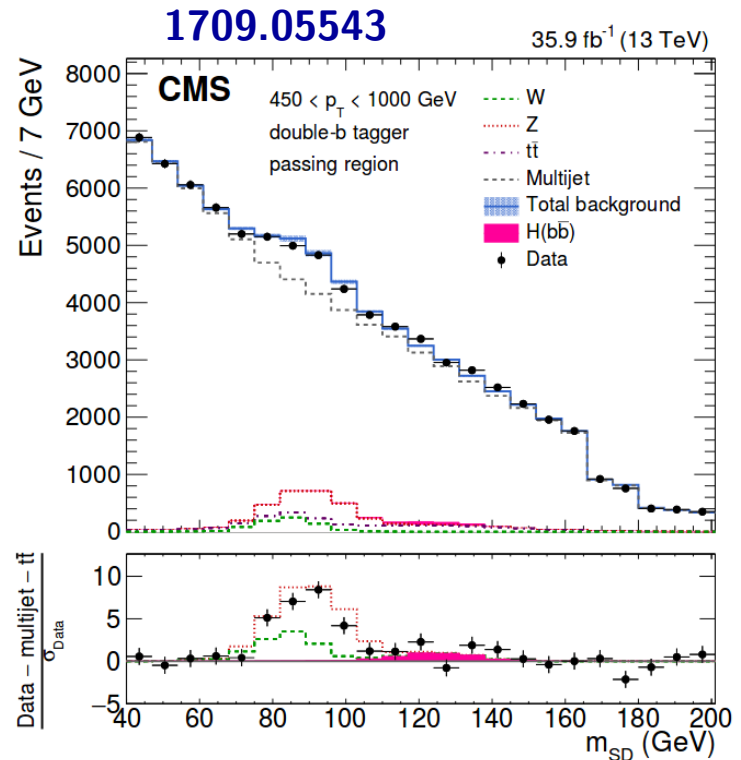 1709.05543
35.9 fb⁻¹ (13 TeV)
CMS
450 < p_T < 1000 GeV
double-b tagger
passing region
W
Z
tt̄
Multijet
Total background
H(bb̄)
Data
Events / 7 GeV
8000
7000
6000
5000
4000
3000
2000
1000
0
Data – multijet – tt̄
σ_Data
10
5
0
−5
40 60 80 100 120 140 160 180 200
m_SD (GeV)